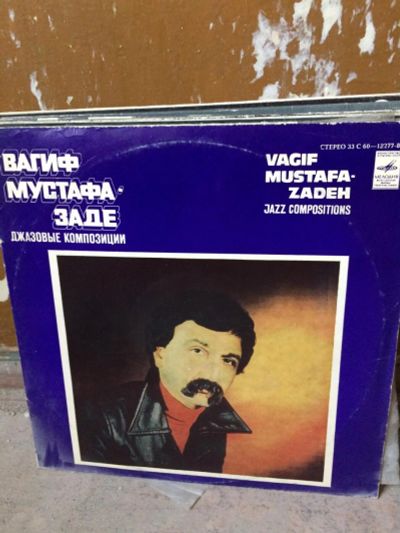 СТЕРЕО 33 С 60—12277-8
ВАГИФ
МУСТАФА-
ЗАДЕ
ДЖАЗОВЫЕ КОМПОЗИЦИИ
VAGIF
MUSTAFA-
ZADEH
JAZZ COMPOSITIONS
МЕЛОДИЯ